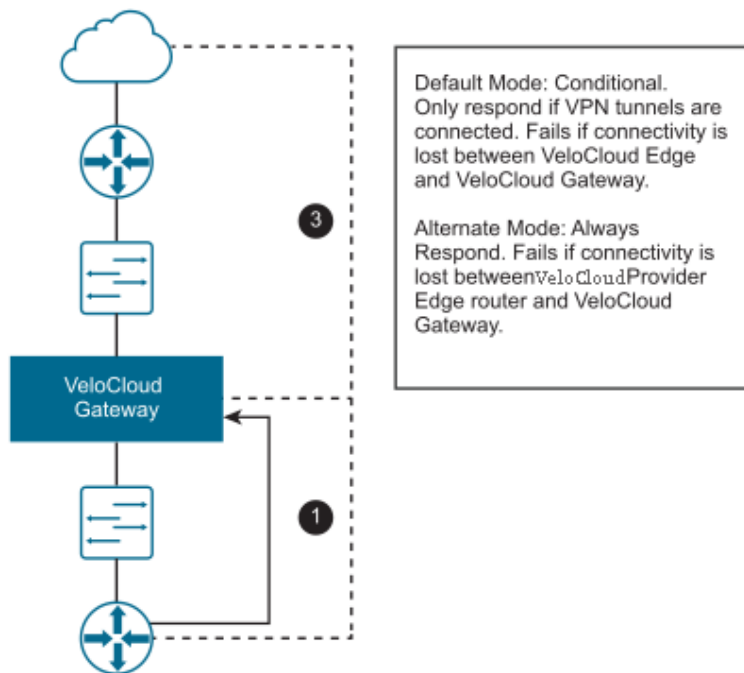 Default Mode: Conditional.
Only respond if VPN tunnels are
connected. Fails if connectivity is
lost between VeloCloud Edge
and VeloCloud Gateway.
Alternate Mode: Always
Respond. Fails if connectivity is
lost betweenVeloCloudProvider
Edge router and VeloCloud
Gateway.
3
VeloCloud
Gateway
1